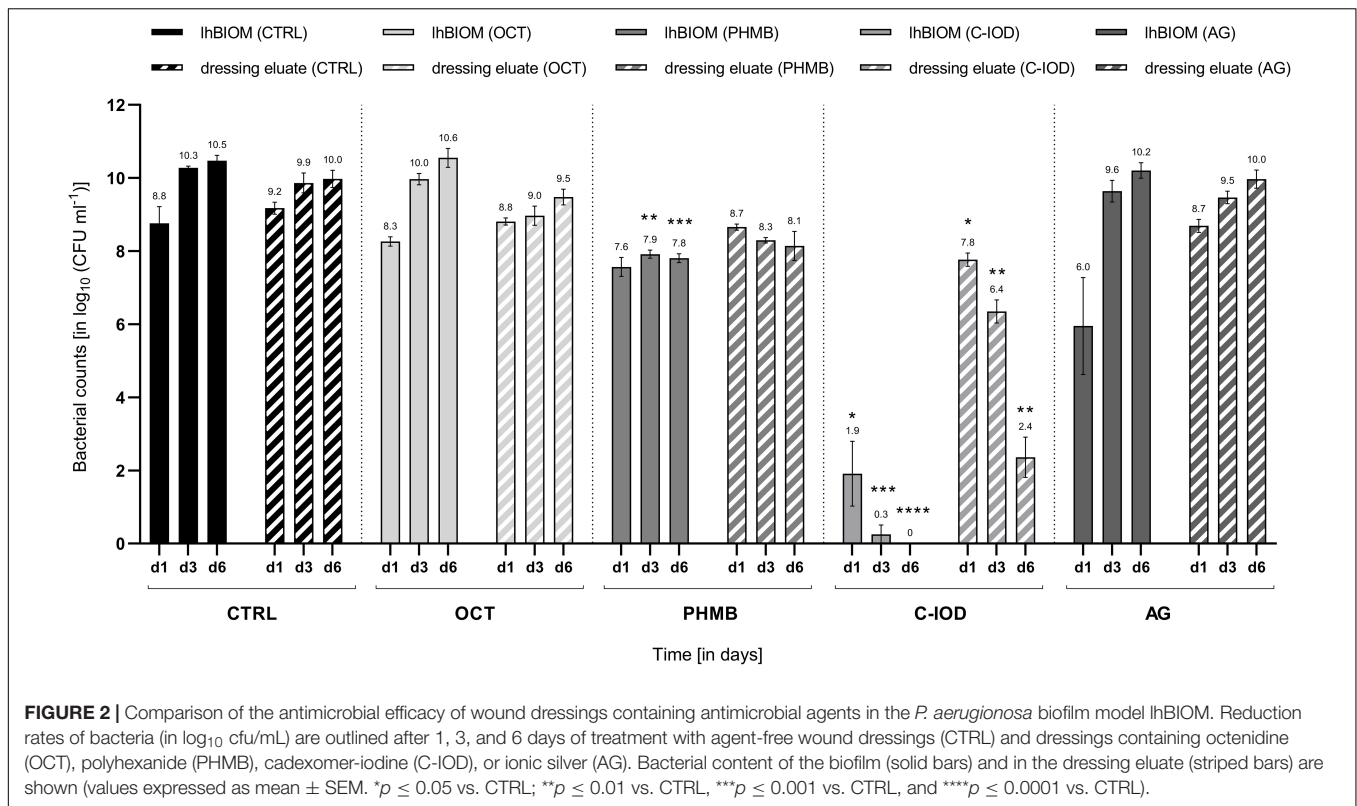 lhBIOM (CTRL) lhBIOM (OCT) lhBIOM (PHMB) lhBIOM (C-IOD) lhBIOM (AG)
dressing eluate (CTRL) dressing eluate (OCT) dressing eluate (PHMB) dressing eluate (C-IOD) dressing eluate (AG)
Bacterial counts [in log10 (CFU ml-1)]
12
10
8
6
4
2
0
8.8 10.3 10.5 9.2 9.9 10.0
8.3 10.0 10.6 8.8 9.0 9.5
** ***
7.6 7.9 7.8 8.7 8.3 8.1
* *** **** * ** **
1.9 0.3 0 7.8 6.4 2.4
6.0 9.6 10.2 8.7 9.5 10.0
d1 d3 d6 d1 d3 d6 d1 d3 d6 d1 d3 d6 d1 d3 d6 d1 d3 d6 d1 d3 d6 d1 d3 d6 d1 d3 d6 d1 d3 d6
CTRL OCT PHMB C-IOD AG
Time [in days]
FIGURE 2 | Comparison of the antimicrobial efficacy of wound dressings containing antimicrobial agents in the P. aerugionosa biofilm model lhBIOM. Reduction
rates of bacteria (in log10 cfu/mL) are outlined after 1, 3, and 6 days of treatment with agent-free wound dressings (CTRL) and dressings containing octenidine
(OCT), polyhexanide (PHMB), cadexomer-iodine (C-IOD), or ionic silver (AG). Bacterial content of the biofilm (solid bars) and in the dressing eluate (striped bars) are
shown (values expressed as mean ± SEM. *p ≤ 0.05 vs. CTRL; **p ≤ 0.01 vs. CTRL, ***p ≤ 0.001 vs. CTRL, and ****p ≤ 0.0001 vs. CTRL).